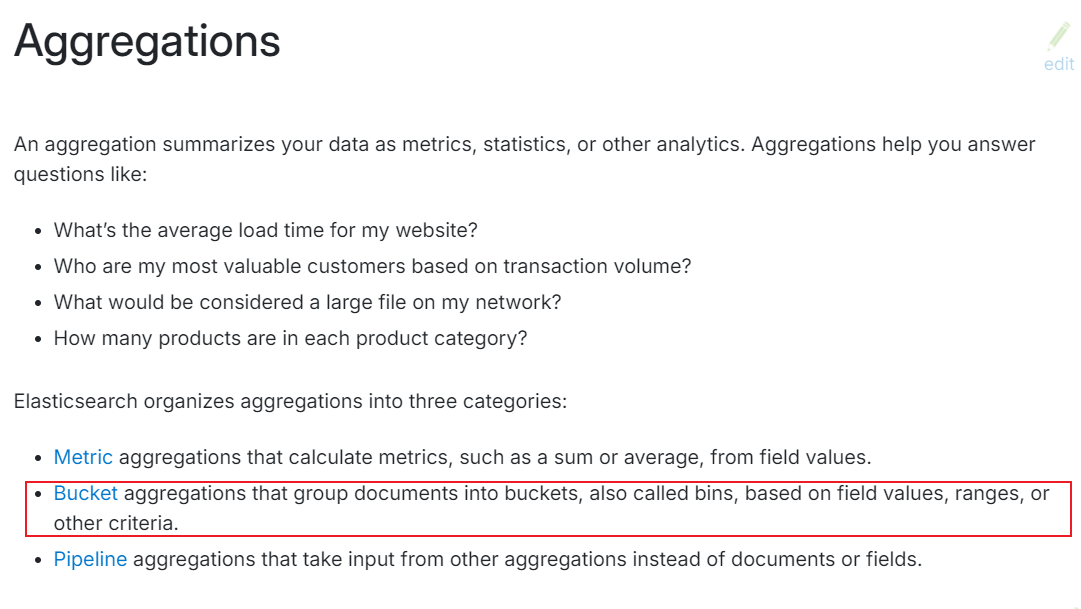 Aggregations
edit
An aggregation summarizes your data as metrics, statistics, or other analytics. Aggregations help you answer
questions like:
• What’s the average load time for my website?
• Who are my most valuable customers based on transaction volume?
• What would be considered a large file on my network?
• How many products are in each product category?
Elasticsearch organizes aggregations into three categories:
• Metric aggregations that calculate metrics, such as a sum or average, from field values.
• Bucket aggregations that group documents into buckets, also called bins, based on field values, ranges, or
other criteria.
• Pipeline aggregations that take input from other aggregations instead of documents or fields.